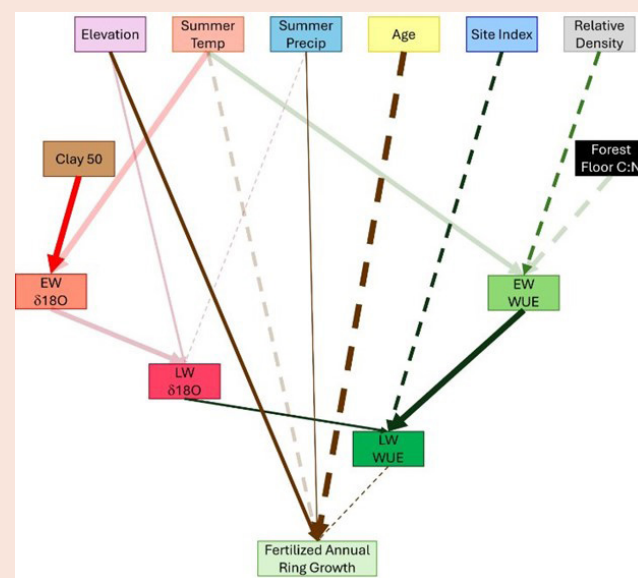 Elevation
Summer
Temp
Summer
Precip
Age
Site Index
Relative
Density
Clay 50
Forest
Floor C:N
EW
δ18O
EW
WUE
LW
δ18O
LW
WUE
Fertilized Annual
Ring Growth